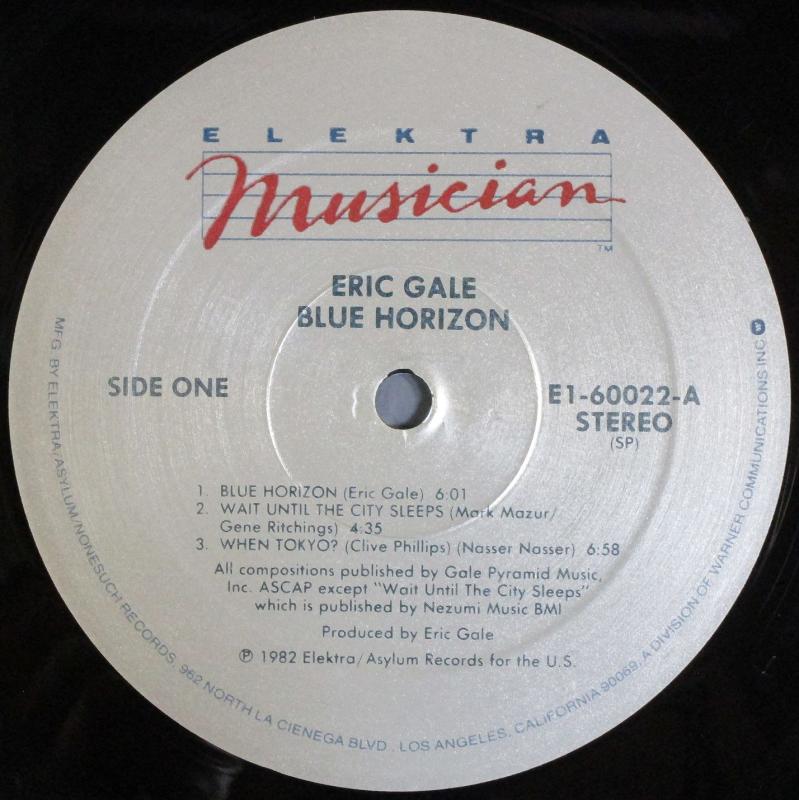 ELEKTRA
Musician
TM
ERIC GALE
BLUE HORIZON
SIDE ONE
E1-60022-A
STEREO
(SP)
1. BLUE HORIZON (Eric Gale) 6:01
2. WAIT UNTIL THE CITY SLEEPS (Mark Mazur/
Gene Ritchings) 4:35
3. WHEN TOKYO? (Clive Phillips) (Nasser Nasser) 6:58
All compositions published by Gale Pyramid Music,
Inc. ASCAP except "Wait Until The City Sleeps"
which is published by Nezumi Music BMI
Produced by Eric Gale
℗ 1982 Elektra/Asylum Records for the U.S.
MFG. BY ELEKTRA/ASYLUM/NONESUCH RECORDS, 962 NORTH LA CIENEGA BLVD., LOS ANGELES, CALIFORNIA 90069, A DIVISION OF WARNER COMMUNICATIONS INC.